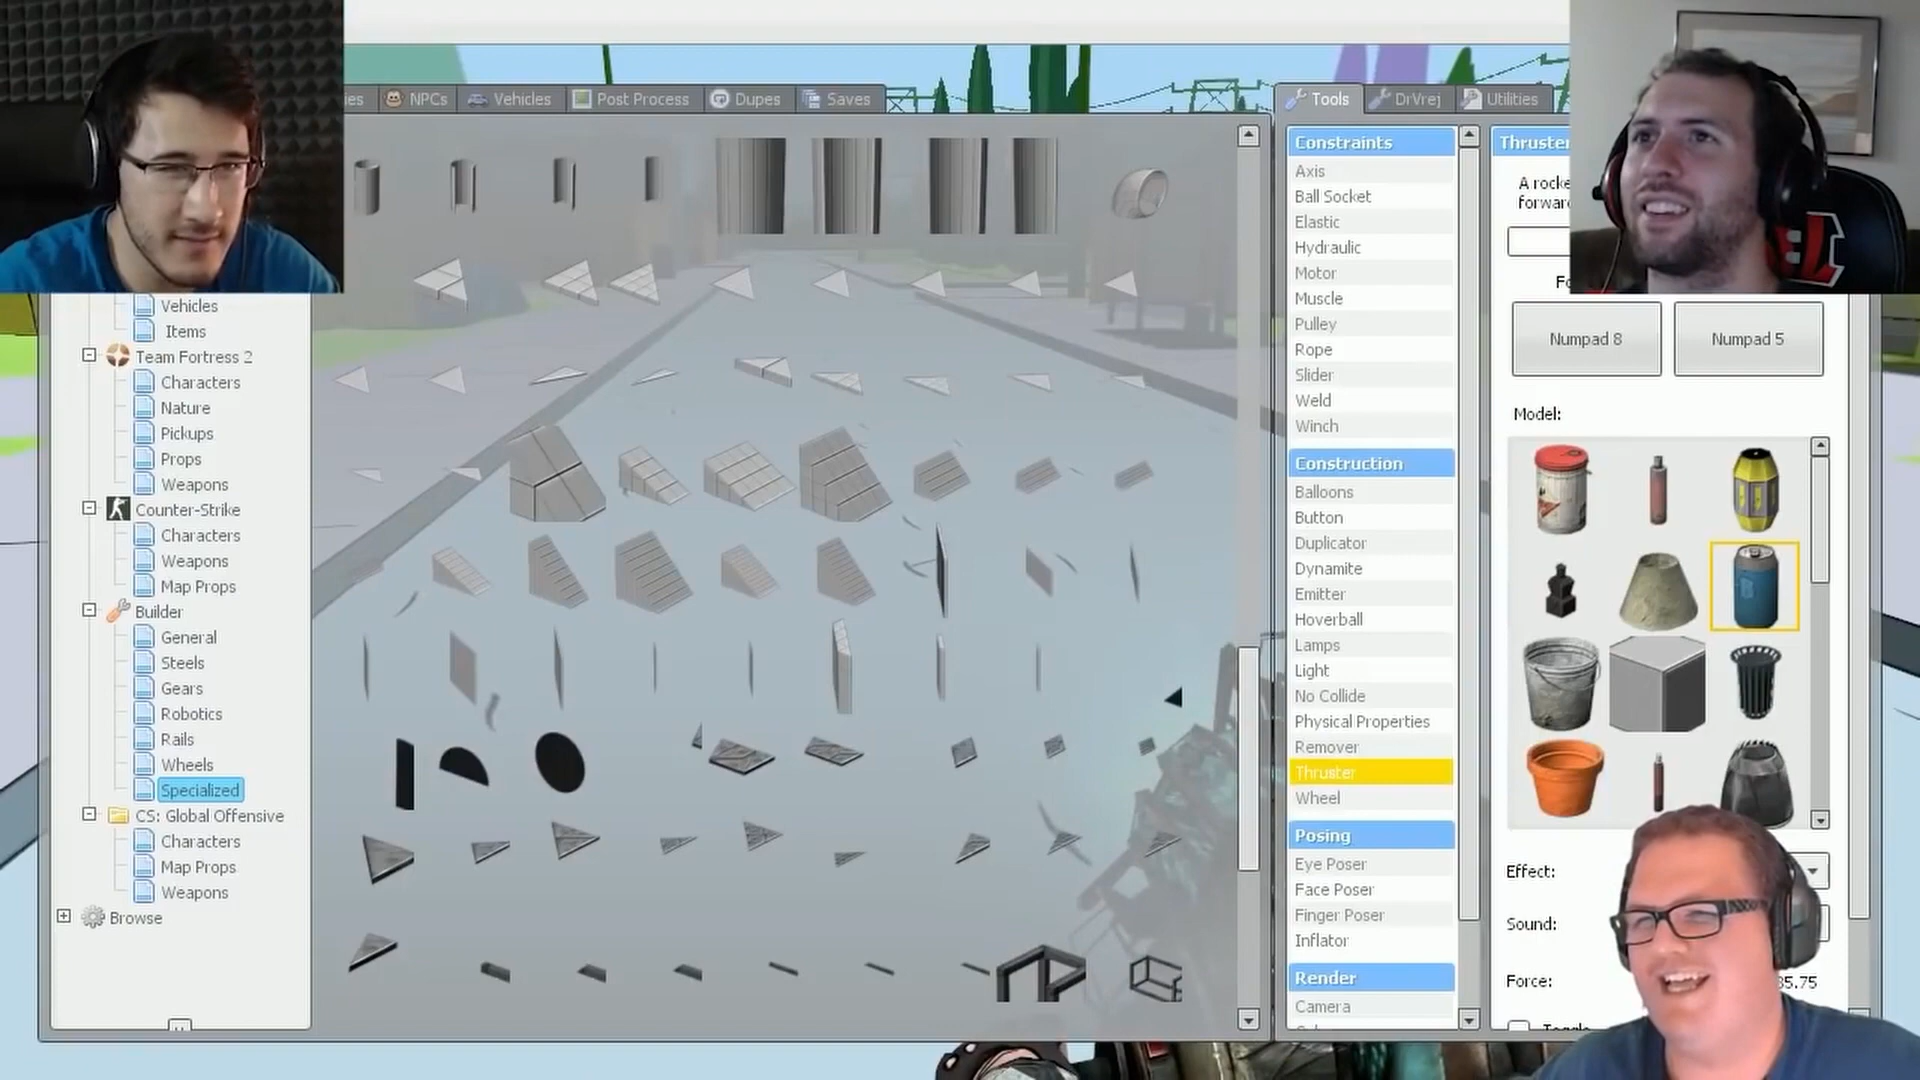 NPCs
Vehicles
Post Process
Dupes
Saves
Vehicles
Items
Team Fortress 2
Characters
Nature
Pickups
Props
Weapons
Counter-Strike
Characters
Weapons
Map Props
Builder
General
Steels
Gears
Robotics
Rails
Wheels
Specialized
CS: Global Offensive
Characters
Map Props
Weapons
Browse
Tools
DrVrej
Utilities
Constraints
Axis
Ball Socket
Elastic
Hydraulic
Motor
Muscle
Pulley
Rope
Slider
Weld
Winch
Construction
Balloons
Button
Duplicator
Dynamite
Emitter
Hoverball
Lamps
Light
No Collide
Physical Properties
Remover
Thruster
Wheel
Posing
Eye Poser
Face Poser
Finger Poser
Inflator
Render
Camera
Thruster
A
Numpad 8
Numpad 5
Model:
Effect:
Sound:
Force:
Toggle